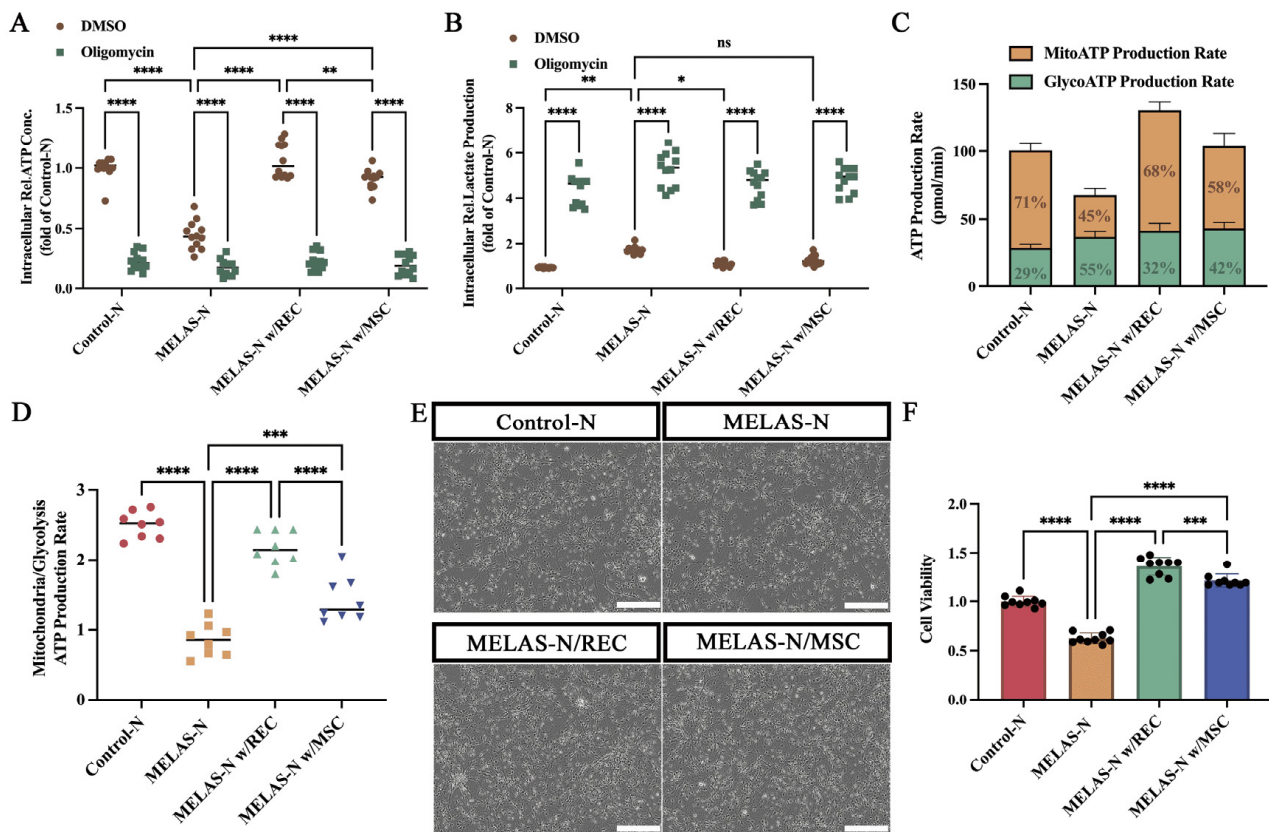 A
DMSO
Oligomycin
****
****
****
**
****
****
****
****
Intracellular Rel.ATP Conc.
(fold of Control-N)
1.5
1.0
0.5
0.0
Control-N
MELAS-N
MELAS-N w/REC
MELAS-N w/MSC
B
DMSO
Oligomycin
ns
**
*
****
****
****
****
Intracellular Rel.Lactate Production
(fold of Control-N)
8
6
4
2
0
Control-N
MELAS-N
MELAS-N w/REC
MELAS-N w/MSC
C
MitoATP Production Rate
GlycoATP Production Rate
ATP Production Rate
(pmol/min)
150
100
50
0
71%
45%
68%
58%
29%
55%
32%
42%
Control-N
MELAS-N
MELAS-N w/REC
MELAS-N w/MSC
D
***
****
****
****
Mitochondria/Glycolysis
ATP Production Rate
3
2
1
0
Control-N
MELAS-N
MELAS-N w/REC
MELAS-N w/MSC
E
Control-N
MELAS-N
MELAS-N/REC
MELAS-N/MSC
F
****
****
****
***
Cell Viability
2.0
1.5
1.0
0.5
0.0
Control-N
MELAS-N
MELAS-N w/REC
MELAS-N w/MSC